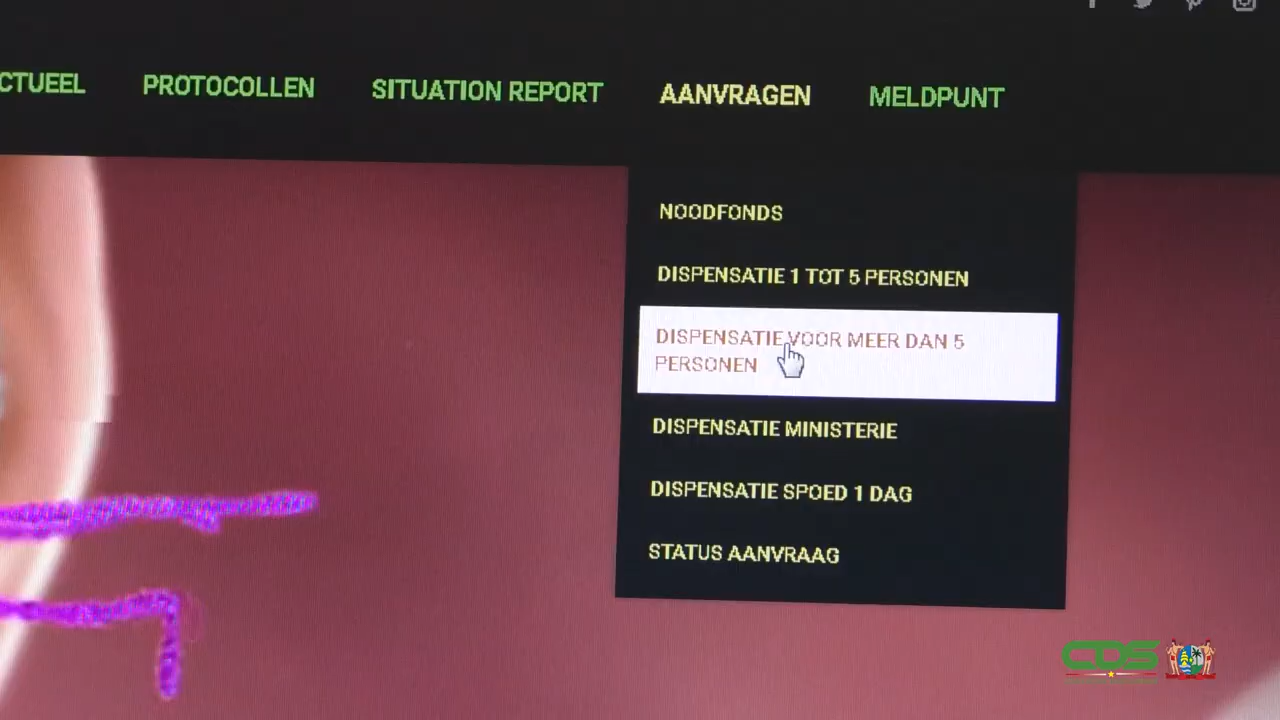 CTUEEL
PROTOCOLLEN
SITUATION REPORT
AANVRAGEN
MELDPUNT
NOODFONDS
DISPENSATIE 1 TOT 5 PERSONEN
DISPENSATIE VOOR MEER DAN 5
PERSONEN
DISPENSATIE MINISTERIE
DISPENSATIE SPOED 1 DAG
STATUS AANVRAAG
CDS